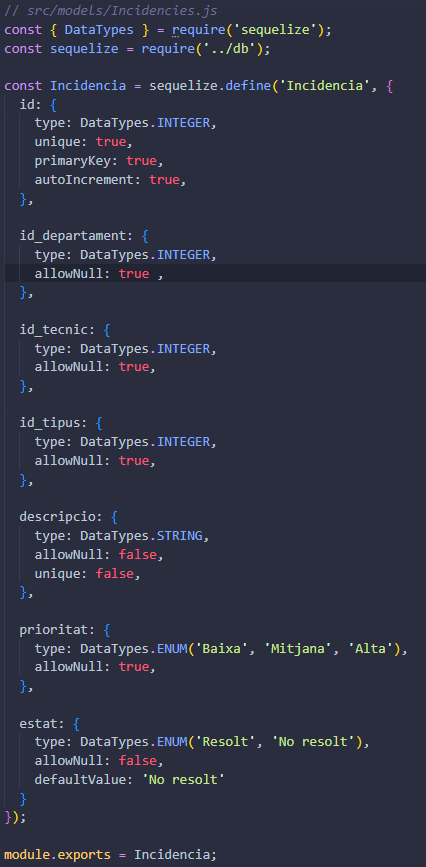 // src/models/Incidencies.js
const { DataTypes } = require('sequelize');
const sequelize = require('../db');

const Incidencia = sequelize.define('Incidencia', {
  id: {
    type: DataTypes.INTEGER,
    unique: true,
    primaryKey: true,
    autoIncrement: true,
  },

  id_departament: {
    type: DataTypes.INTEGER,
    allowNull: true ,
  },

  id_tecnic: {
    type: DataTypes.INTEGER,
    allowNull: true,
  },

  id_tipus: {
    type: DataTypes.INTEGER,
    allowNull: true,
  },

  descripcio: {
    type: DataTypes.STRING,
    allowNull: false,
    unique: false,
  },

  prioritat: {
    type: DataTypes.ENUM('Baixa', 'Mitjana', 'Alta'),
    allowNull: true,
  },

  estat: {
    type: DataTypes.ENUM('Resolt', 'No resolt'),
    allowNull: false,
    defaultValue: 'No resolt'
  }
});

module.exports = Incidencia;